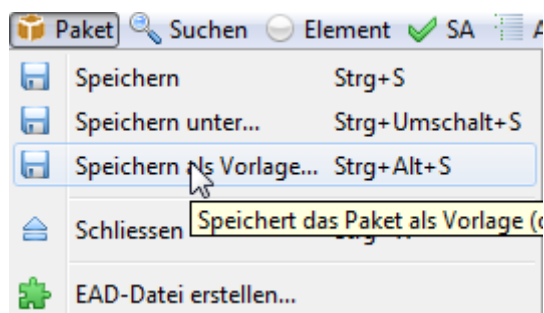 Paket Suchen Element SA
Speichern Strg+S
Speichern unter... Strg+Umschalt+S
Speichern als Vorlage... Strg+Alt+S
Speichert das Paket als Vorlage (
Schliessen
EAD-Datei erstellen...